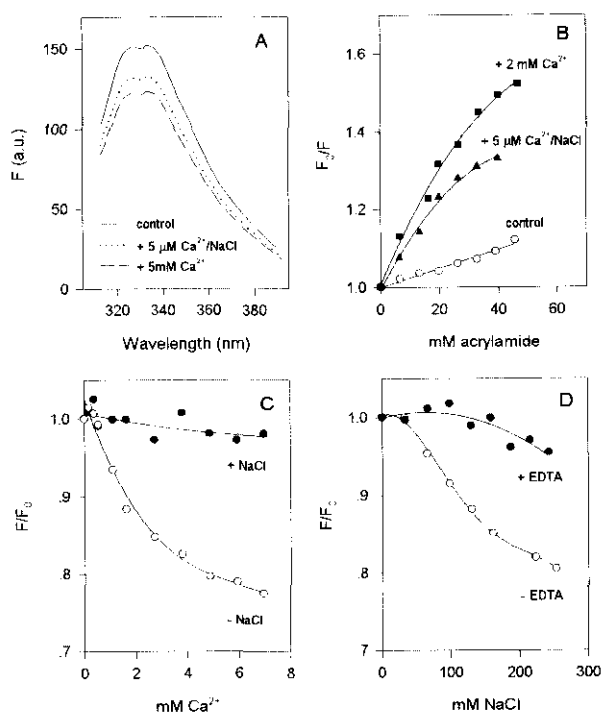 A
150
100
50
0
F (a.u.)
control
+ 5 μM Ca²⁺/NaCl
+ 5mM Ca²⁺
320 340 360 380
Wavelength (nm)
B
1.6
1.4
1.2
1.0
F₀/F
+ 2 mM Ca²⁺
+ 5 μM Ca²⁺/NaCl
control
0 20 40 60
mM acrylamide
C
1.0
.9
.8
.7
F/F₀
+ NaCl
- NaCl
0 2 4 6 8
mM Ca²⁺
D
1.0
.9
.8
.7
F/F₀
+ EDTA
- EDTA
0 100 200 300
mM NaCl